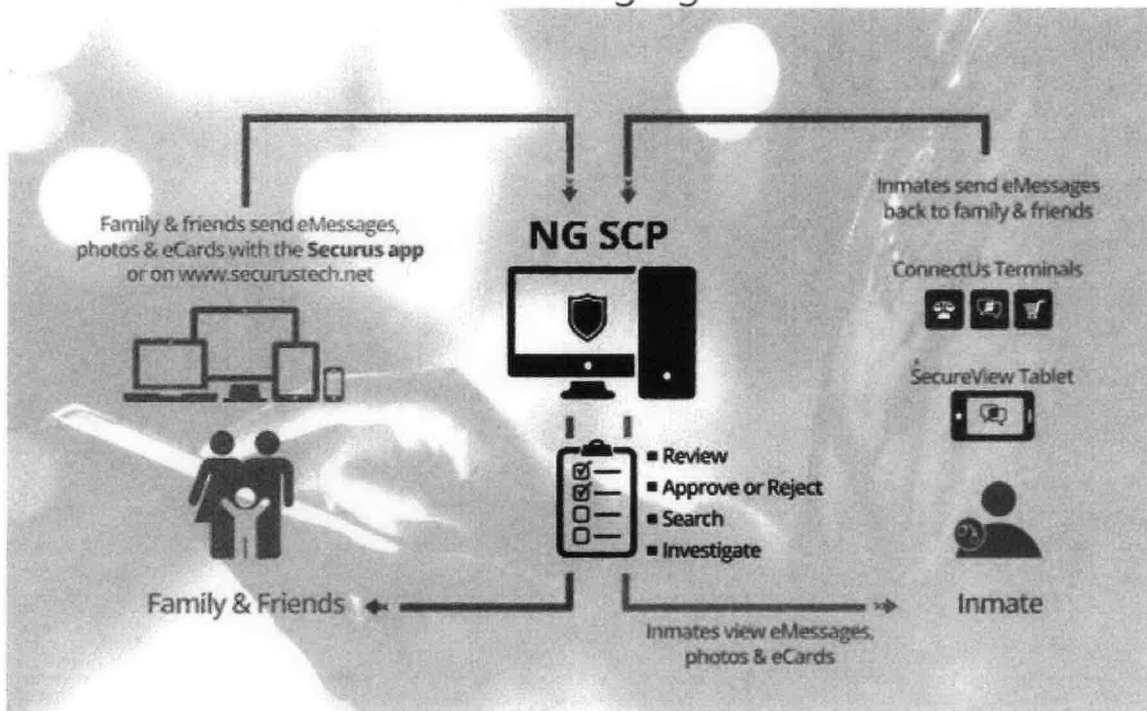 Family & friends send eMessages,
photos & eCards with the Securus app
or on www.securustech.net
NG SCP
Inmates send eMessages
back to family & friends
ConnectUs Terminals
SecureView Tablet
▪ Review
▪ Approve or Reject
▪ Search
▪ Investigate
Family & Friends
Inmates view eMessages,
photos & eCards
Inmate